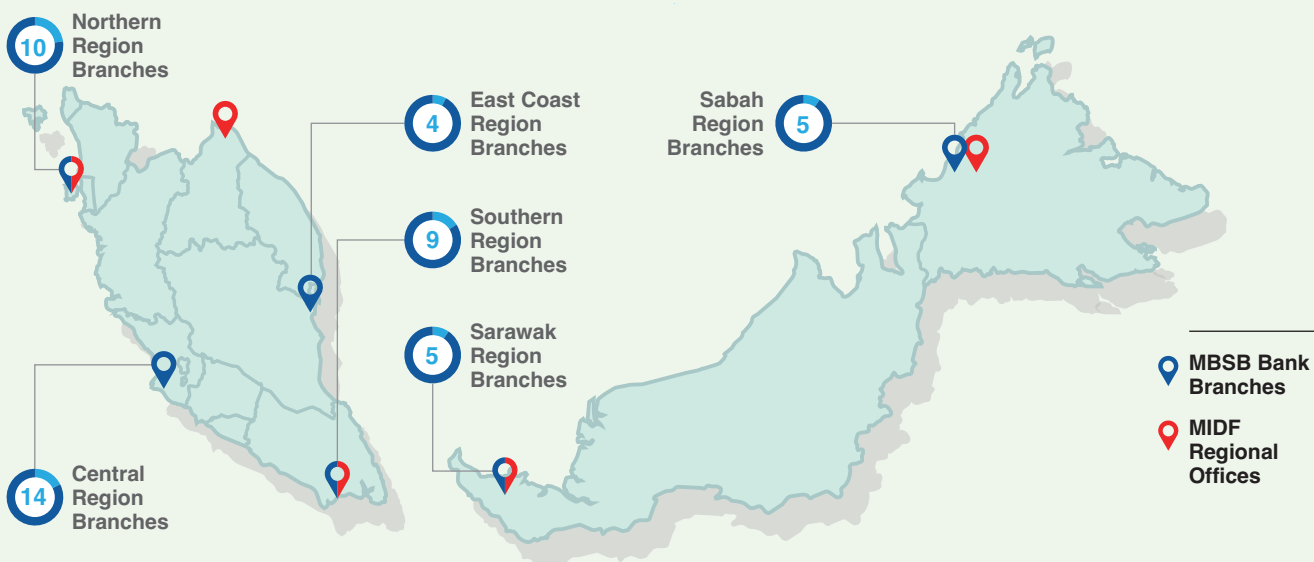 10
Northern
Region
Branches
4
East Coast
Region
Branches
Sabah
Region
Branches
5
9
Southern
Region
Branches
5
Sarawak
Region
Branches
14
Central
Region
Branches
MBSB Bank
Branches
MIDF
Regional
Offices